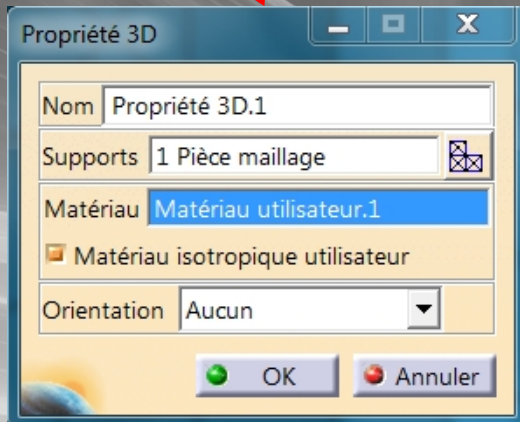 Propriété 3D
Nom Propriété 3D.1
Supports 1 Pièce maillage
Matériau Matériau utilisateur.1
Matériau isotropique utilisateur
Orientation Aucun
OK Annuler